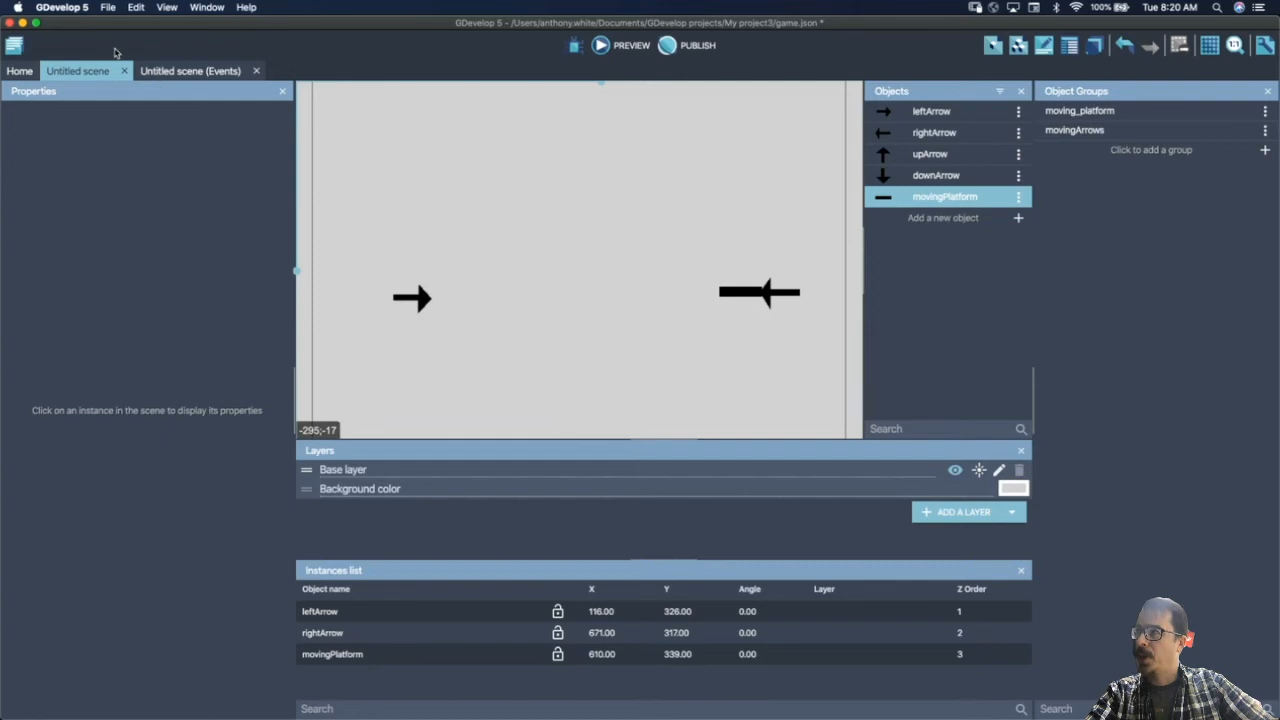 GDevelop 5 File Edit View Window Help 100% Tue 8:20 AM
GDevelop 5 - /Users/anthony.white/Documents/GDevelop projects/My project3/game.json *
PREVIEW PUBLISH
Home Untitled scene Untitled scene (Events)
Properties
Click on an instance in the scene to display its properties
-295;-17
Objects
leftArrow
rightArrow
upArrow
downArrow
movingPlatform
Add a new object
Search
Object Groups
moving_platform
movingArrows
Click to add a group
Layers
Base layer
Background color
ADD A LAYER
Instances list
Object name X Y Angle Layer Z Order
leftArrow 116.00 326.00 0.00 1
rightArrow 671.00 317.00 0.00 2
movingPlatform 610.00 339.00 0.00 3
Search
Search